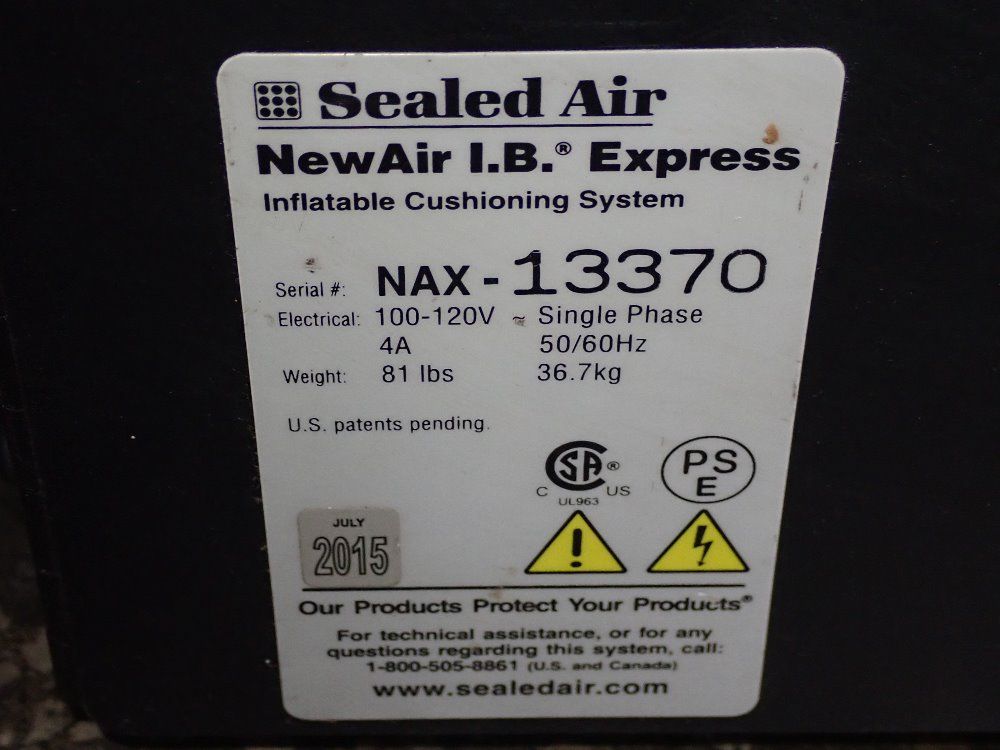 Sealed Air
NewAir I.B.® Express
Inflatable Cushioning System
Serial #: NAX - 13370
Electrical: 100-120V ~ Single Phase
4A 50/60Hz
Weight: 81 lbs 36.7kg
U.S. patents pending.
CSA ®
C US
UL963
PS
E
JULY
2015
Our Products Protect Your Products®
For technical assistance, or for any
questions regarding this system, call:
1-800-505-8861 (U.S. and Canada)
www.sealedair.com